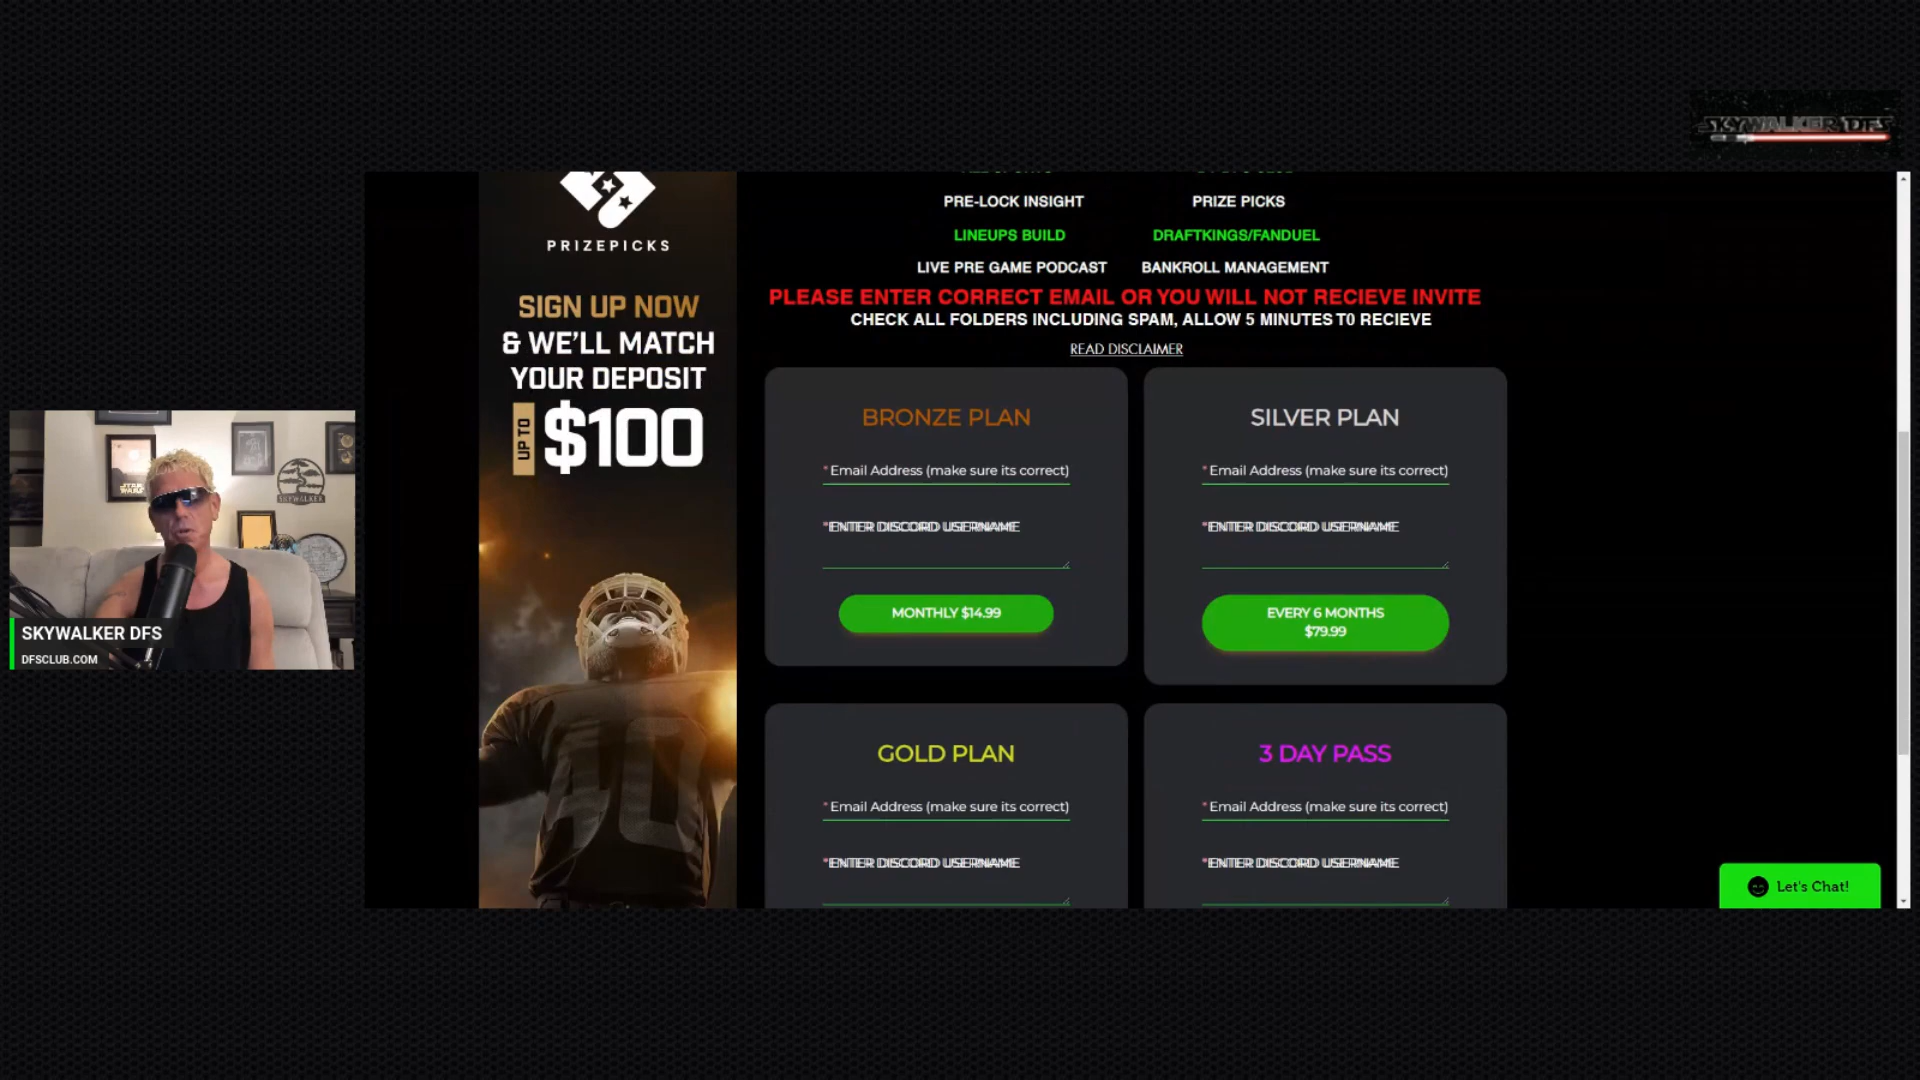 SKYWALKER DFS
PRIZEPICKS
SIGN UP NOW
& WE'LL MATCH
YOUR DEPOSIT
UP TO
$100
PRE-LOCK INSIGHT
PRIZE PICKS
LINEUPS BUILD
DRAFTKINGS/FANDUEL
LIVE PRE GAME PODCAST
BANKROLL MANAGEMENT
PLEASE ENTER CORRECT EMAIL OR YOU WILL NOT RECIEVE INVITE
CHECK ALL FOLDERS INCLUDING SPAM, ALLOW 5 MINUTES T0 RECIEVE
READ DISCLAIMER
BRONZE PLAN
* Email Address (make sure its correct)
*ENTER DISCORD USERNAME
MONTHLY $14.99
SILVER PLAN
* Email Address (make sure its correct)
*ENTER DISCORD USERNAME
EVERY 6 MONTHS
$79.99
GOLD PLAN
* Email Address (make sure its correct)
*ENTER DISCORD USERNAME
3 DAY PASS
* Email Address (make sure its correct)
*ENTER DISCORD USERNAME
STAR
WARS
SKYWALKER
SKYWALKER DFS
DFSCLUB.COM
Let's Chat!